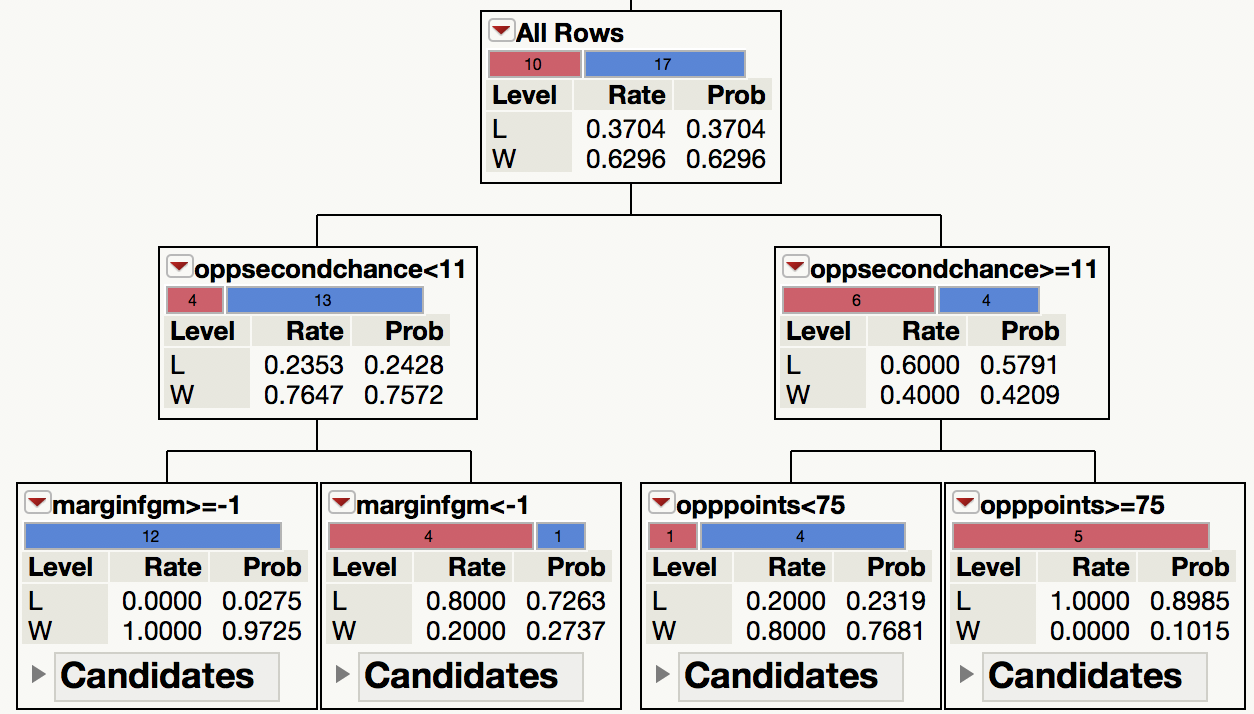 All Rows
10 17
Level Rate Prob
L 0.3704 0.3704
W 0.6296 0.6296
oppsecondchance<11
4 13
Level Rate Prob
L 0.2353 0.2428
W 0.7647 0.7572
oppsecondchance>=11
6 4
Level Rate Prob
L 0.6000 0.5791
W 0.4000 0.4209
marginfgm>=-1
12
Level Rate Prob
L 0.0000 0.0275
W 1.0000 0.9725
Candidates
marginfgm<-1
4 1
Level Rate Prob
L 0.8000 0.7263
W 0.2000 0.2737
Candidates
opppoints<75
1 4
Level Rate Prob
L 0.2000 0.2319
W 0.8000 0.7681
Candidates
opppoints>=75
5
Level Rate Prob
L 1.0000 0.8985
W 0.0000 0.1015
Candidates